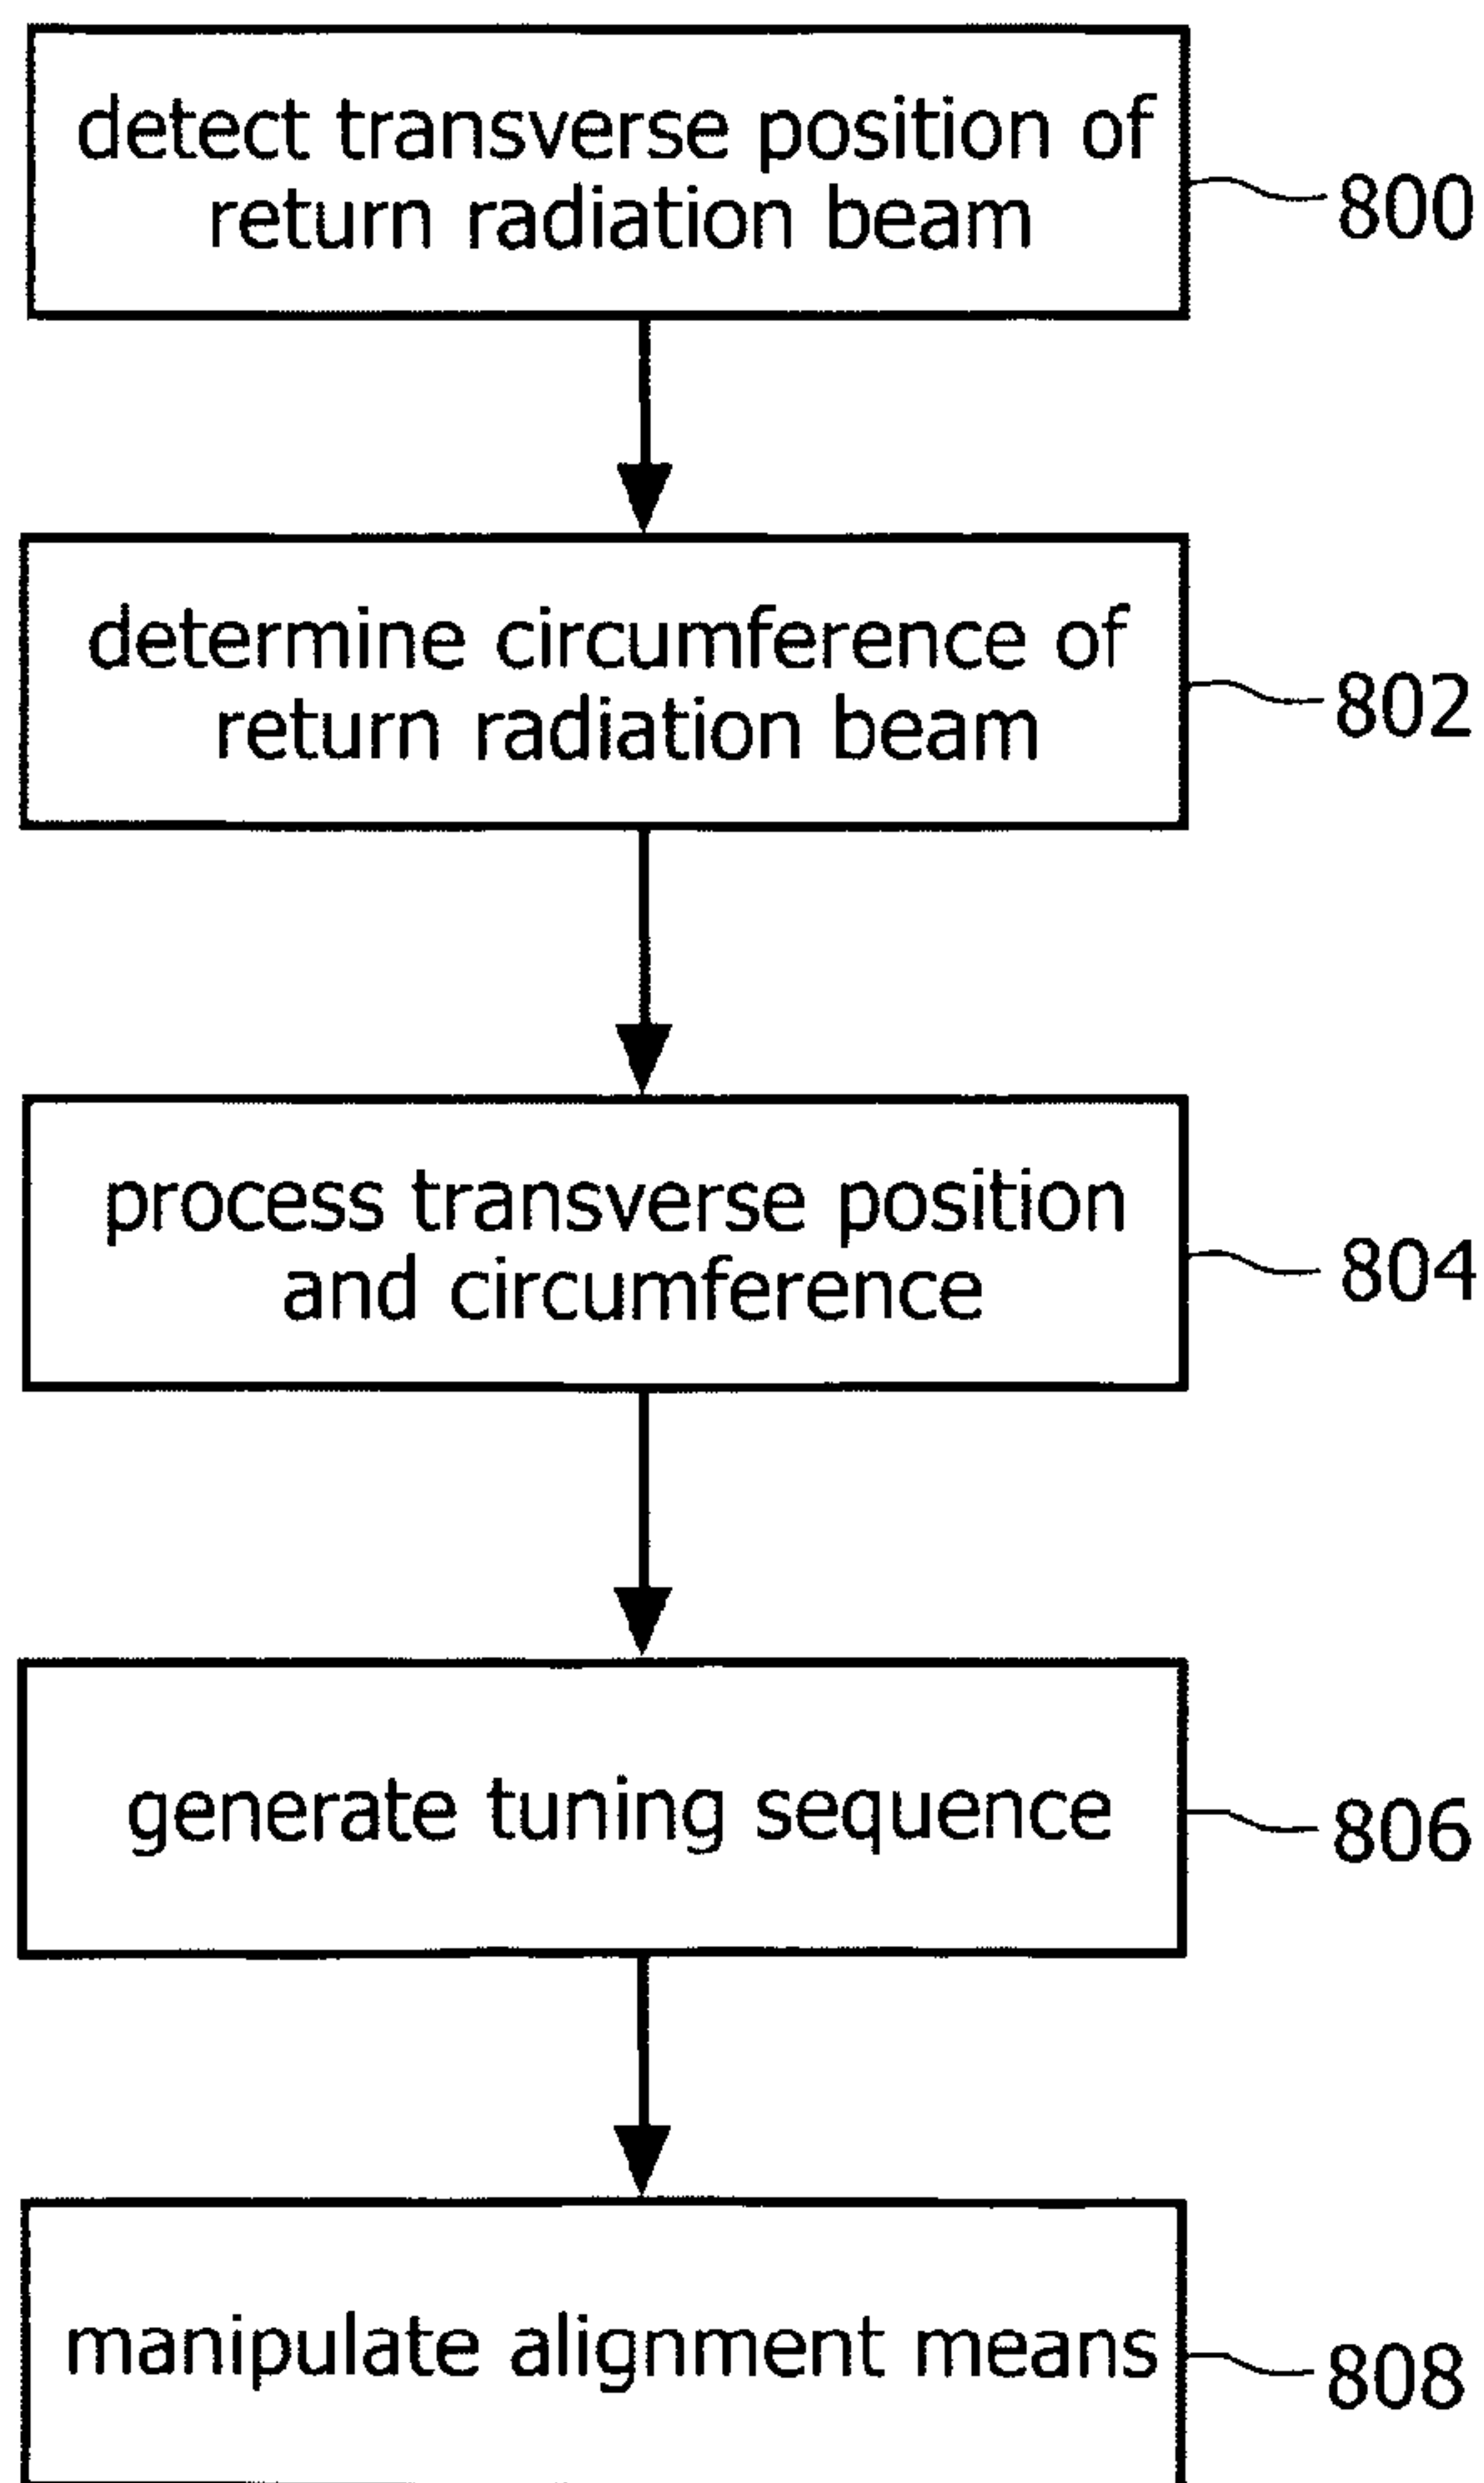 detect transverse position of
return radiation beam
800
determine circumference of
return radiation beam
802
process transverse position
and circumference
804
generate tuning sequence
806
manipulate alignment means
808